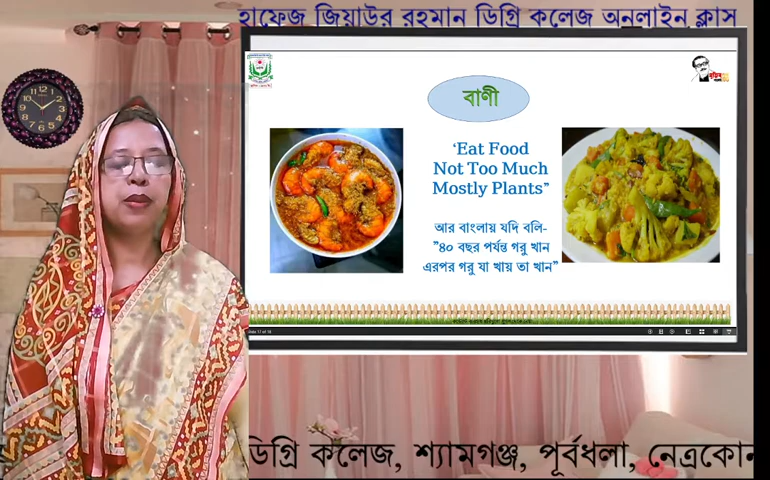 হাফেজ জিয়াউর রহমান ডিগ্রি কলেজ অনলাইন ক্লাস
বাণী
‘Eat Food
Not Too Much
Mostly Plants”
আর বাংলায় যদি বলি-
”৪০ বছর পর্যন্ত গরু খান
এরপর গরু যা খায় তা খান”
ডিগ্রি কলেজ, শ্যামগঞ্জ, পূর্বধলা, নেত্রকোন